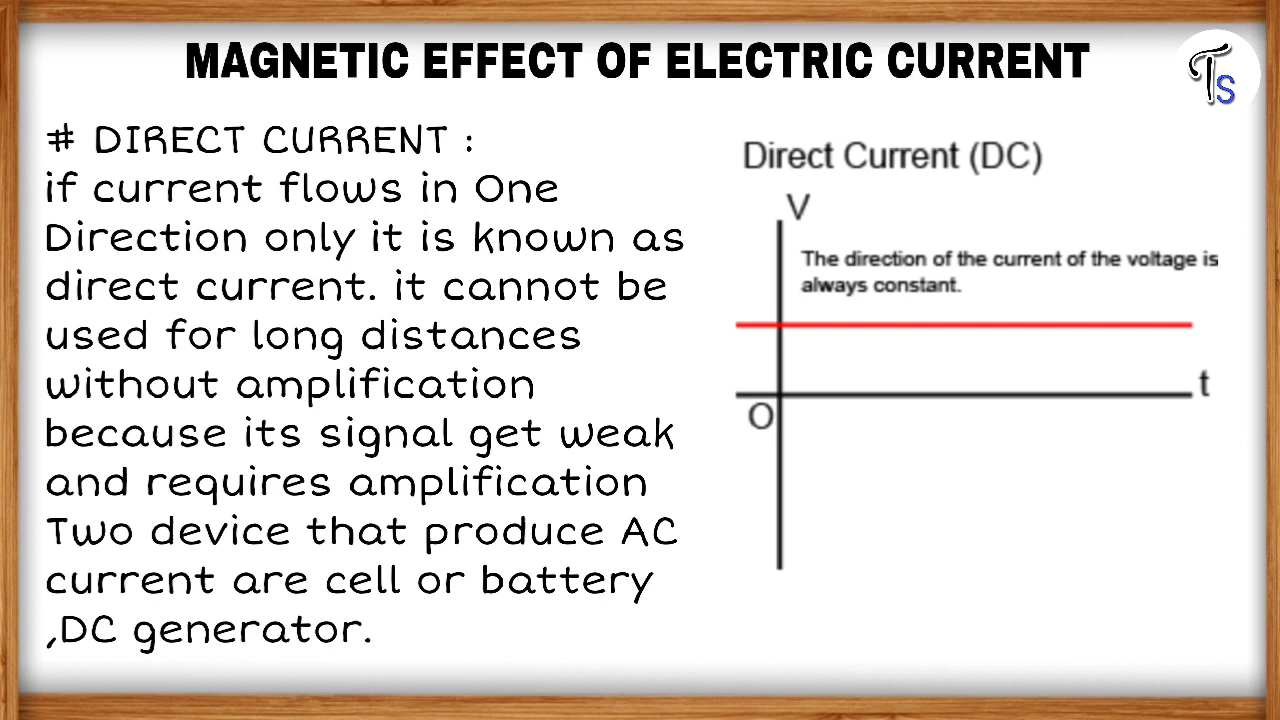 MAGNETIC EFFECT OF ELECTRIC CURRENT
Ts
# DIRECT CURRENT :
if current flows in One
Direction only it is known as
direct current. it cannot be
used for long distances
without amplification
because its signal get weak
and requires amplification
Two device that produce AC
current are cell or battery
,DC generator.
Direct Current (DC)
V
The direction of the current of the voltage is
always constant.
t
O